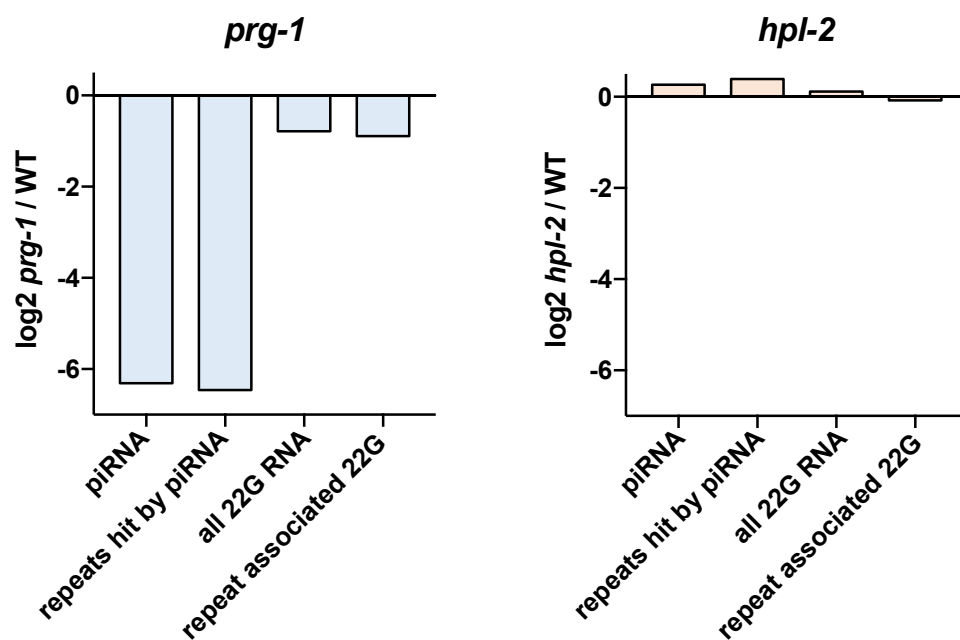 prg-1
log2 prg-1 / WT
0
-2
-4
-6
piRNA
repeats hit by piRNA
all 22G RNA
repeat associated 22G
hpl-2
log2 hpl-2 / WT
0
-2
-4
-6
piRNA
repeats hit by piRNA
all 22G RNA
repeat associated 22G